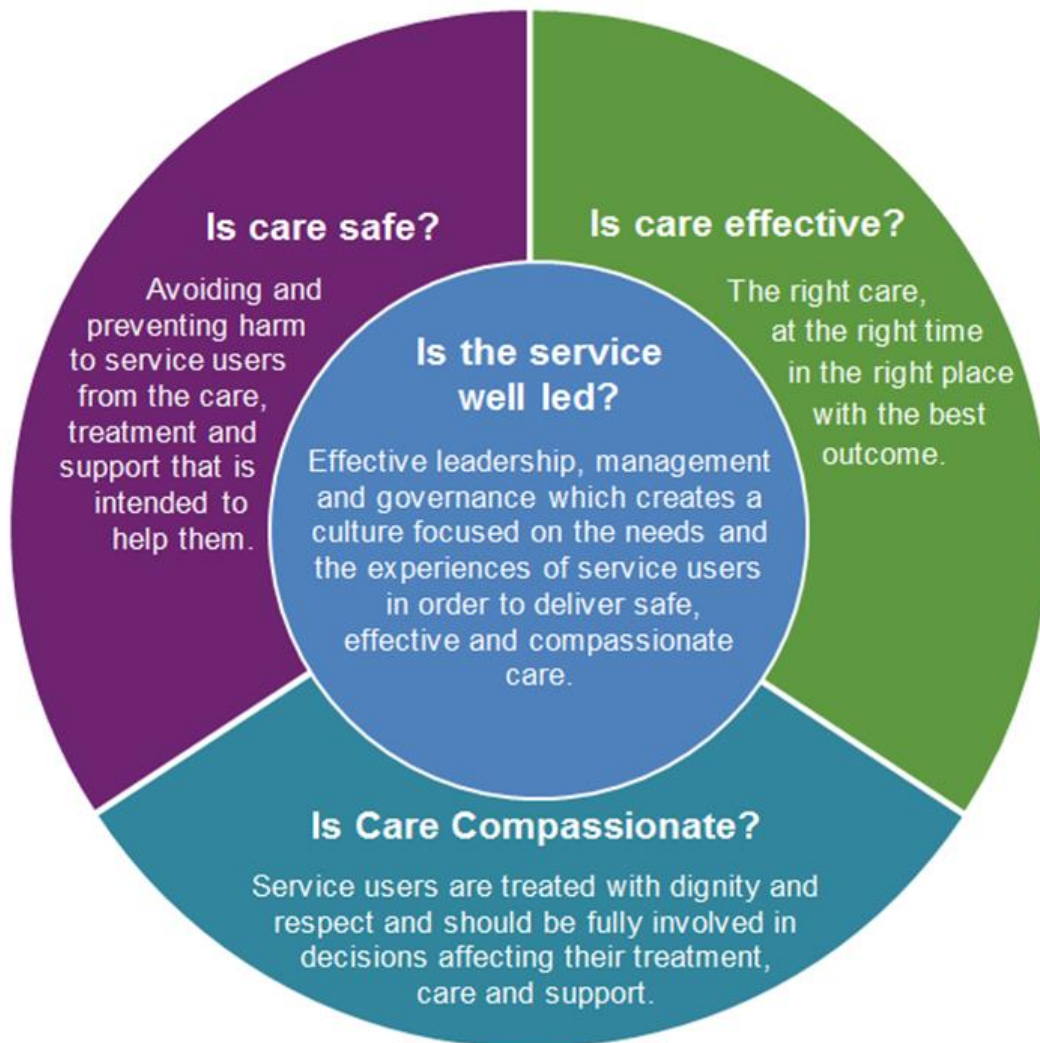 Is care safe?
Avoiding and
preventing harm
to service users
from the care,
treatment and
support that is
intended to
help them.
Is care effective?
The right care,
at the right time
in the right place
with the best
outcome.
Is the service
well led?
Effective leadership, management
and governance which creates a
culture focused on the needs and
the experiences of service users
in order to deliver safe,
effective and compassionate
care.
Is Care Compassionate?
Service users are treated with dignity and
respect and should be fully involved in
decisions affecting their treatment,
care and support.